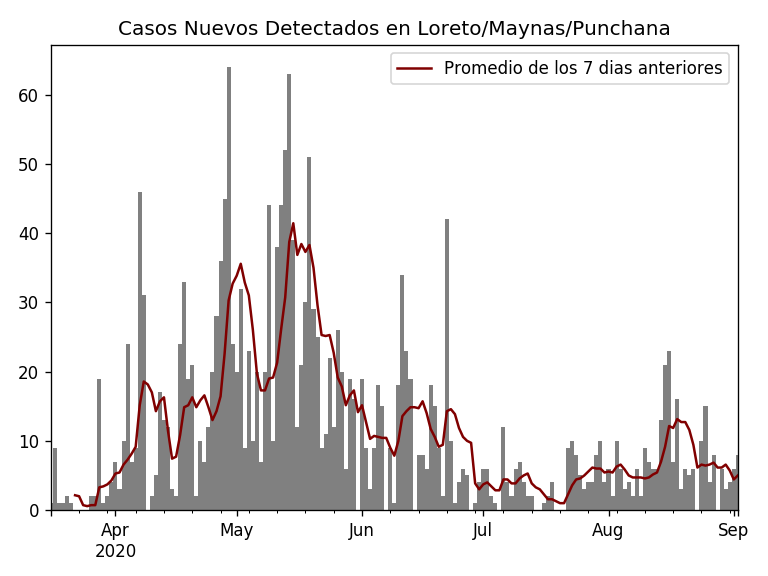 Casos Nuevos Detectados en Loreto/Maynas/Punchana
Promedio de los 7 dias anteriores
60
50
40
30
20
10
0
Apr May Jun Jul Aug Sep
2020